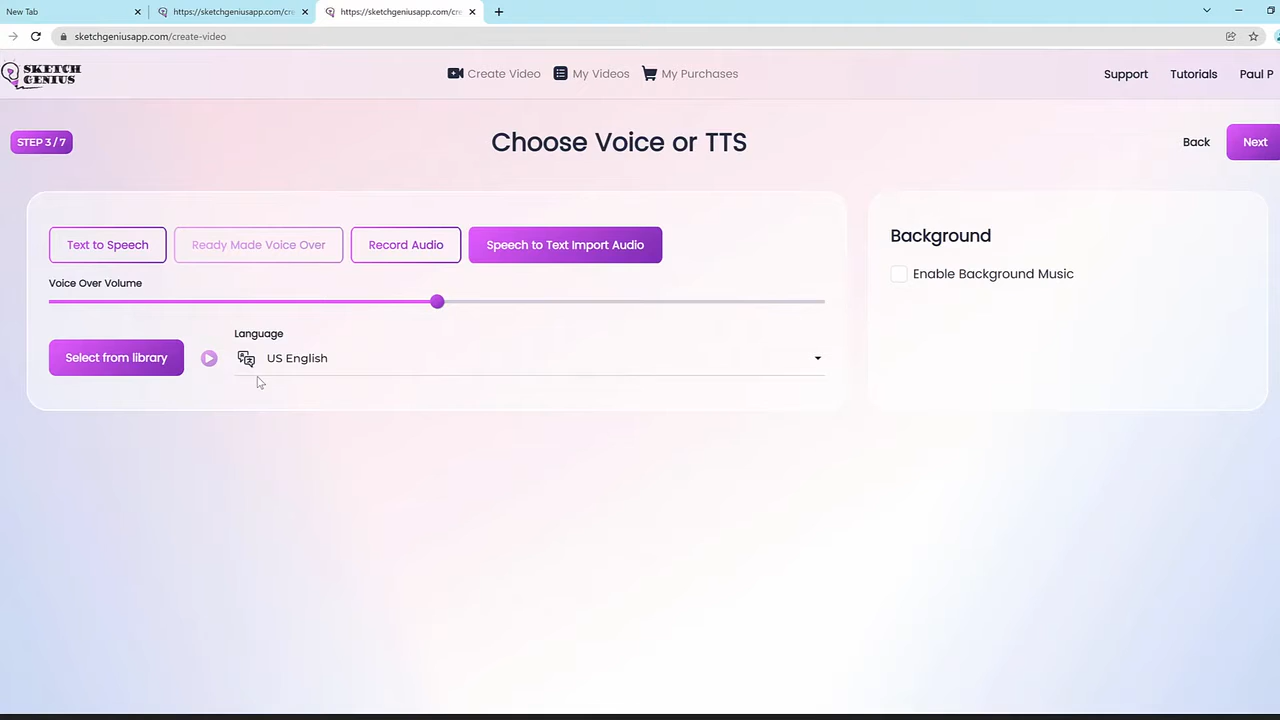 New Tab
https://sketchgeniusapp.com/cre
https://sketchgeniusapp.com/cre
sketchgeniusapp.com/create-video
SKETCH
GENIUS
Create Video
My Videos
My Purchases
Support
Tutorials
Paul P
STEP 3 / 7
Choose Voice or TTS
Back
Next
Text to Speech
Ready Made Voice Over
Record Audio
Speech to Text Import Audio
Voice Over Volume
Select from library
Language
US English
Background
Enable Background Music